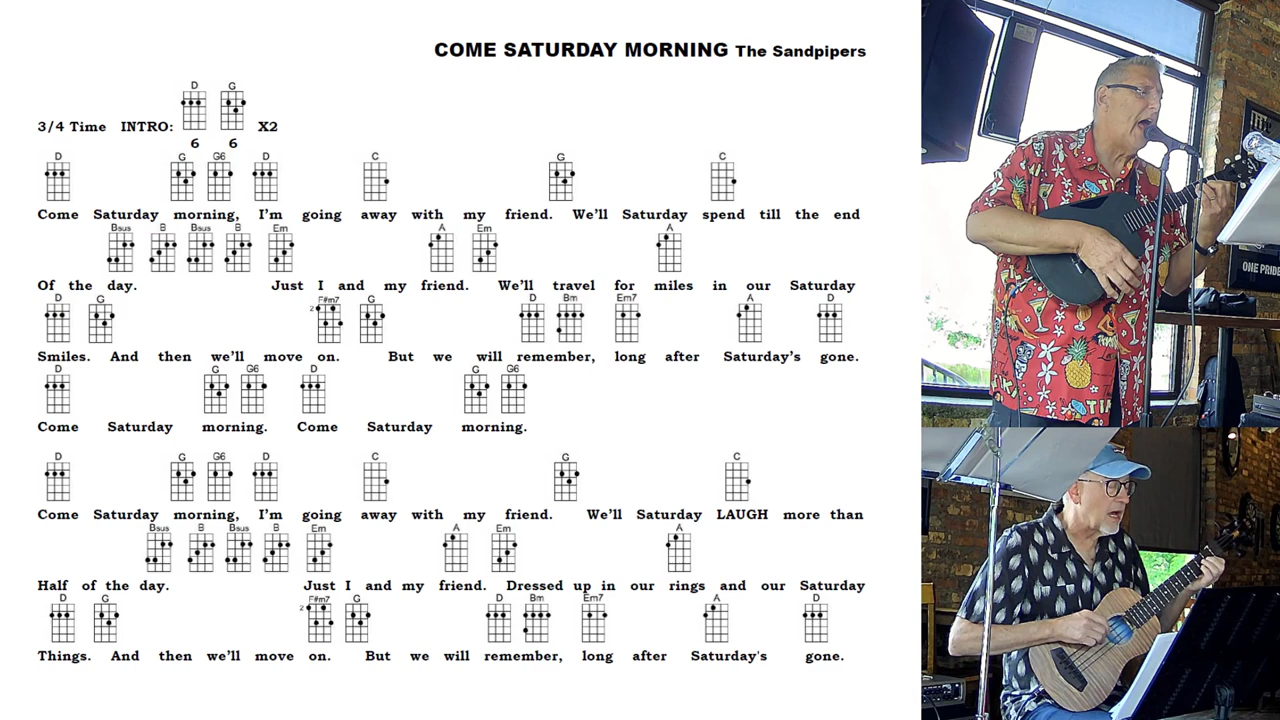 COME SATURDAY MORNING The Sandpipers
D G
3/4 Time INTRO: X2
6 6
D G G6 D C G C
Come Saturday morning, I'm going away with my friend. We'll Saturday spend till the end
Bsus B Bsus B Em A Em A
Of the day. Just I and my friend. We'll travel for miles in our Saturday
D G F#m7 G D Bm Em7 A D
2
Smiles. And then we'll move on. But we will remember, long after Saturday's gone.
D G G6 D G G6
Come Saturday morning. Come Saturday morning.
D G G6 D C G C
Come Saturday morning, I'm going away with my friend. We'll Saturday LAUGH more than
Bsus B Bsus B Em A Em A
Half of the day. Just I and my friend. Dressed up in our rings and our Saturday
D G F#m7 G D Bm Em7 A D
2
Things. And then we'll move on. But we will remember, long after Saturday's gone.
ONE PRIDE